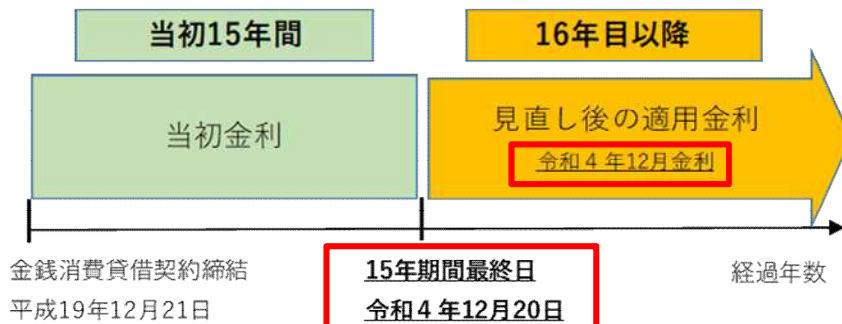 当初15年間
16年目以降
当初金利
見直し後の適用金利
令和４年12月金利
金銭消費貸借契約締結
平成19年12月21日
15年期間最終日
令和４年12月20日
経過年数